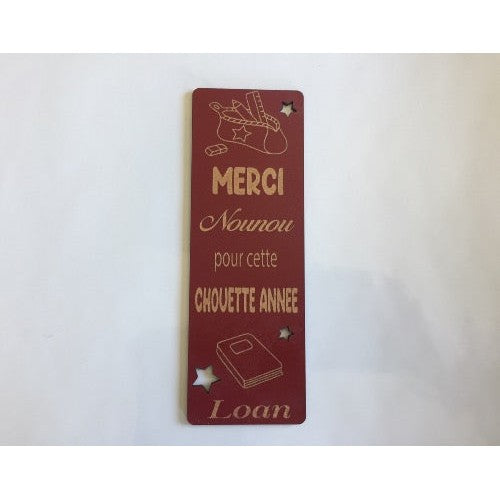 MERCI
Nounou
pour cette
CHOUETTE ANNEE
Loan